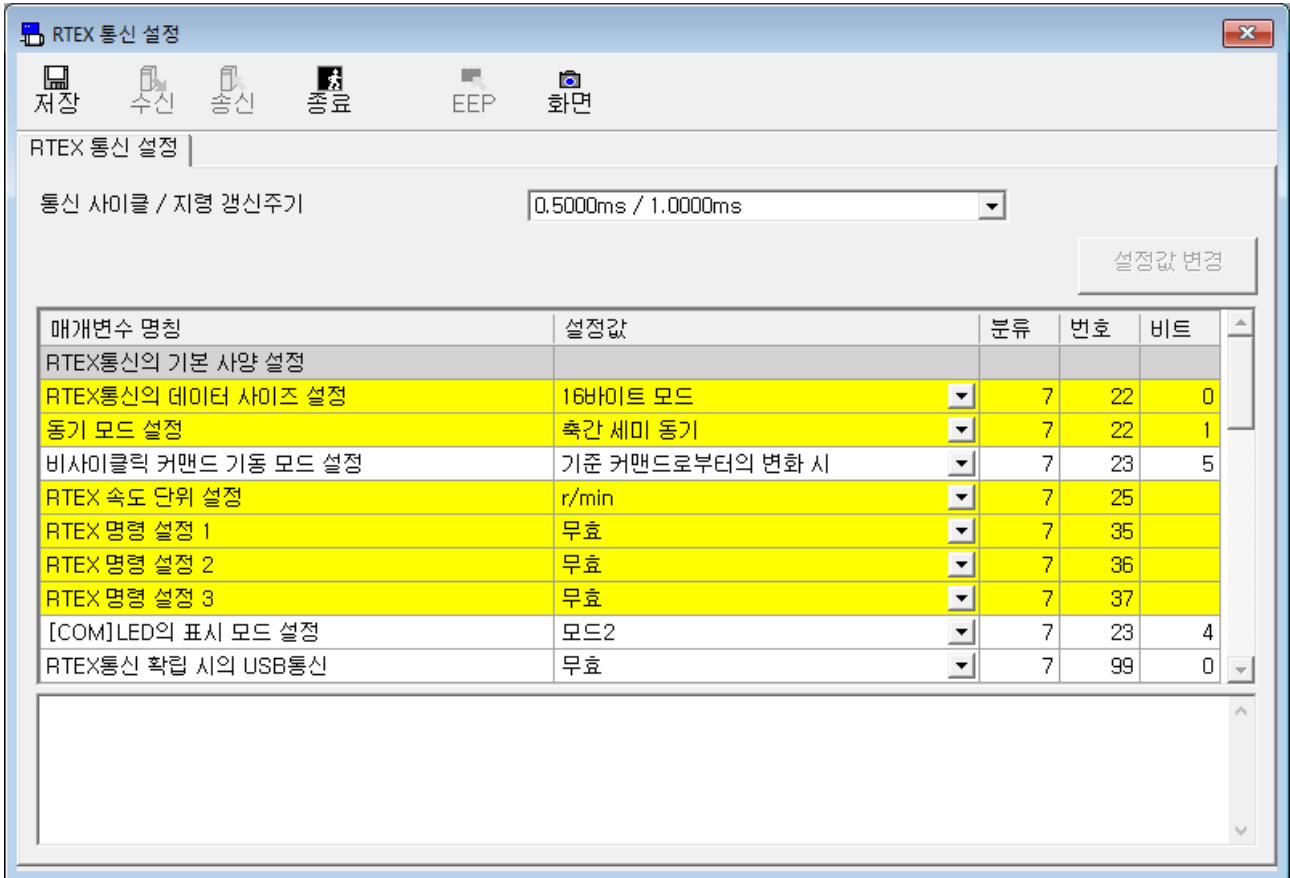 RTEX 통신 설정
저장 수신 송신 종료 EEP 화면
RTEX 통신 설정
통신 사이클 / 지령 갱신주기 0.5000ms / 1.0000ms
설정값 변경
매개변수 명칭 설정값 분류 번호 비트
RTEX통신의 기본 사양 설정
RTEX통신의 데이터 사이즈 설정 16바이트 모드 7 22 0
동기 모드 설정 축간 세미 동기 7 22 1
비사이클릭 커맨드 기동 모드 설정 기준 커맨드로부터의 변화 시 7 23 5
RTEX 속도 단위 설정 r/min 7 25
RTEX 명령 설정 1 무효 7 35
RTEX 명령 설정 2 무효 7 36
RTEX 명령 설정 3 무효 7 37
[COM]LED의 표시 모드 설정 모드2 7 23 4
RTEX통신 확립 시의 USB통신 무효 7 99 0